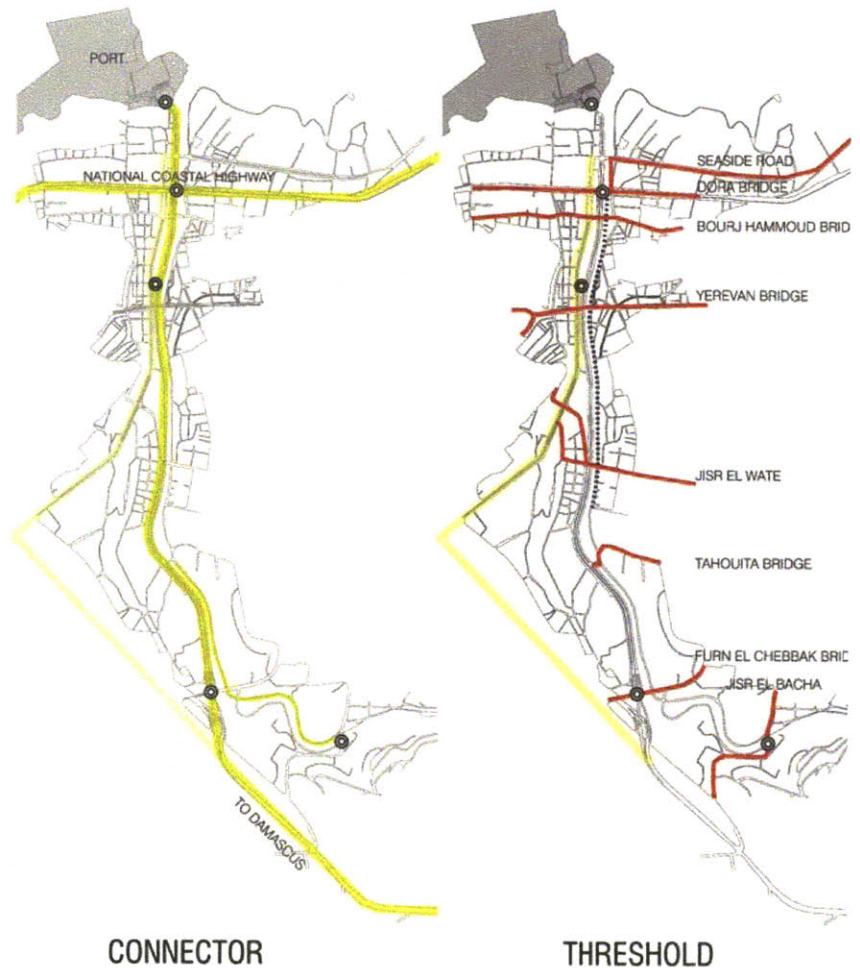 PORT
NATIONAL COASTAL HIGHWAY
TO DAMASCUS
CONNECTOR
SEASIDE ROAD
DORA BRIDGE
BOURJ HAMMOUD BRID
YEREVAN BRIDGE
JISR EL WATE
TAHOUITA BRIDGE
FURN EL CHEBBAK BRID
JISR EL BACHA
THRESHOLD